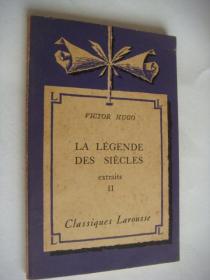 L L
VICTOR HUGO
LA LÉGENDE
DES SIÈCLES
extraits
II
L L
Classiques Larousse